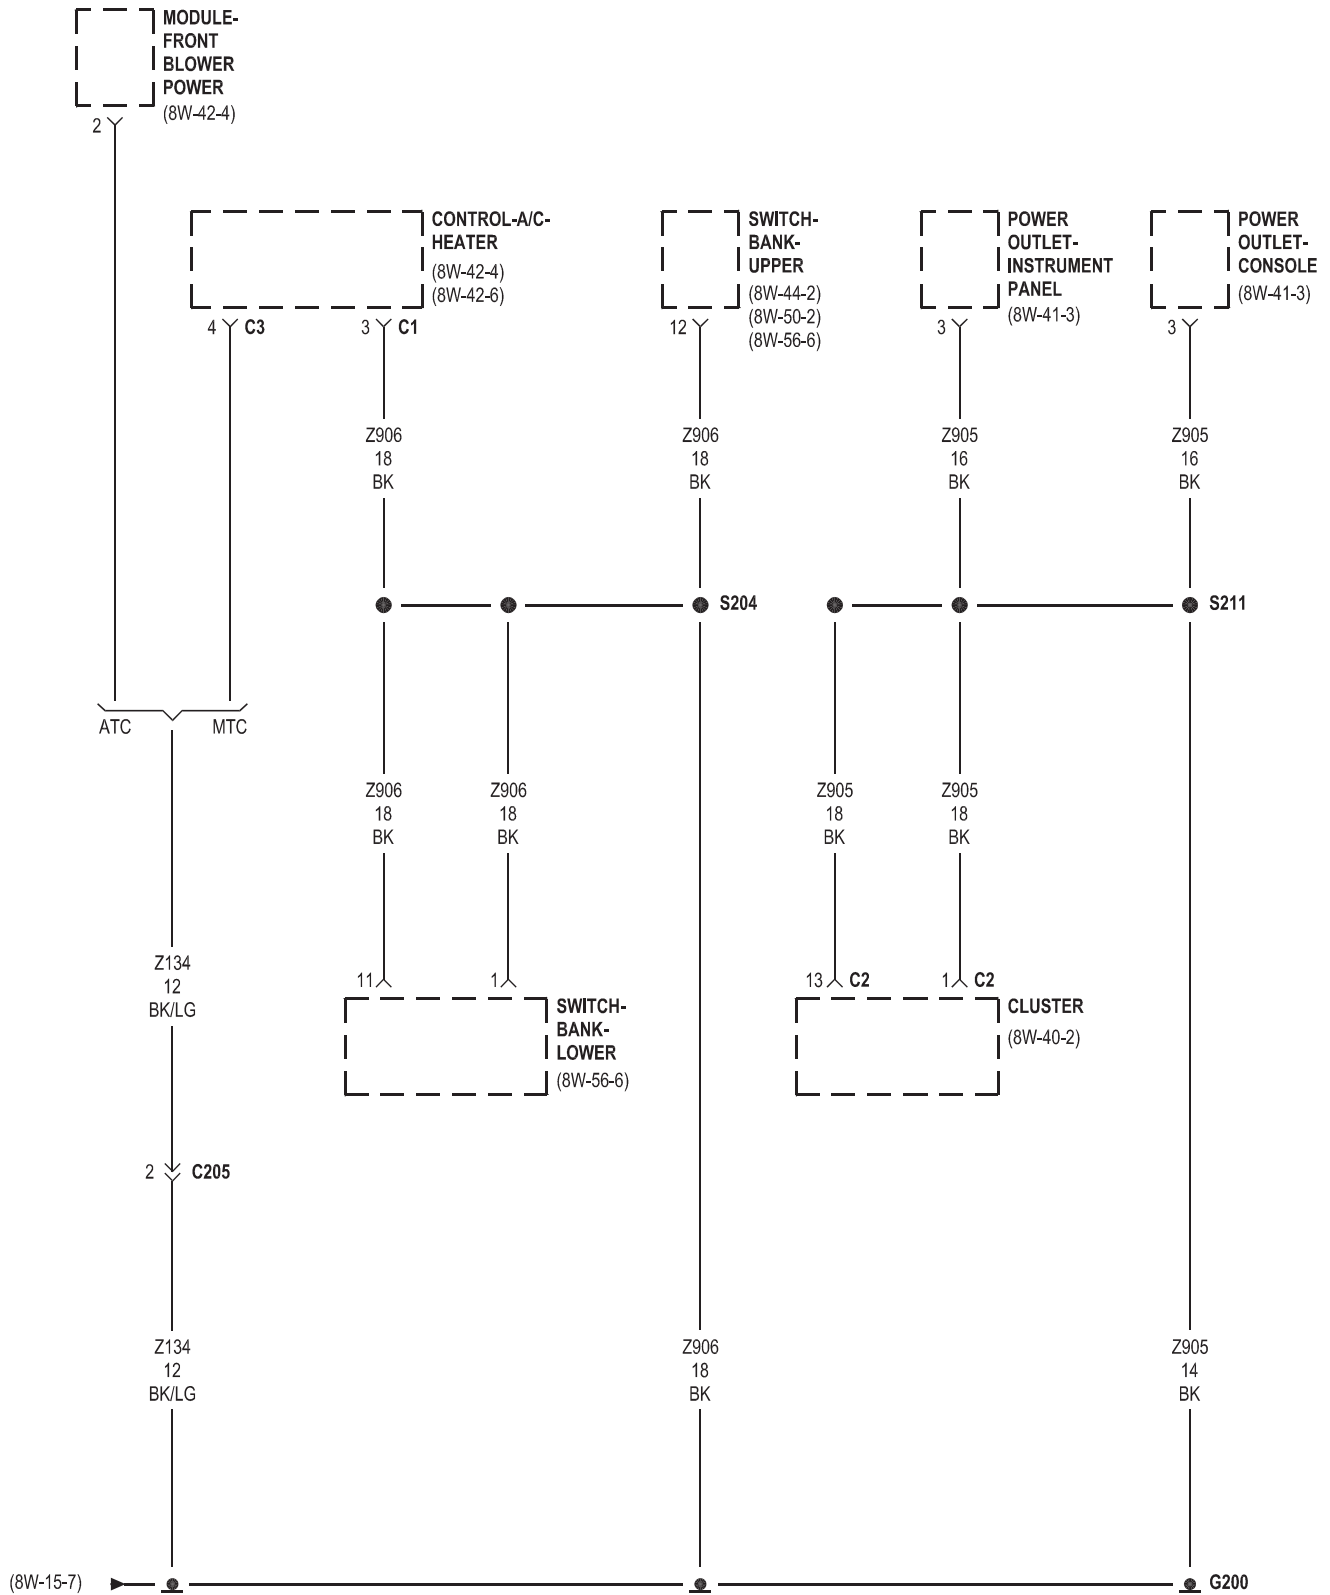 MODULE-
FRONT
BLOWER
POWER
(8W-42-4)
2
CONTROL-A/C-
HEATER
(8W-42-4)
(8W-42-6)
4 C3
3 C1
SWITCH-
BANK-
UPPER
(8W-44-2)
(8W-50-2)
(8W-56-6)
12
POWER
OUTLET-
INSTRUMENT
PANEL
(8W-41-3)
3
POWER
OUTLET-
CONSOLE
(8W-41-3)
3
Z906
18
BK
Z906
18
BK
Z905
16
BK
Z905
16
BK
S204
S211
ATC
MTC
Z906
18
BK
Z906
18
BK
Z905
18
BK
Z905
18
BK
Z134
12
BK/LG
11
1
SWITCH-
BANK-
LOWER
(8W-56-6)
13 C2
1 C2
CLUSTER
(8W-40-2)
2 C205
Z134
12
BK/LG
Z906
18
BK
Z905
14
BK
(8W-15-7)
G200